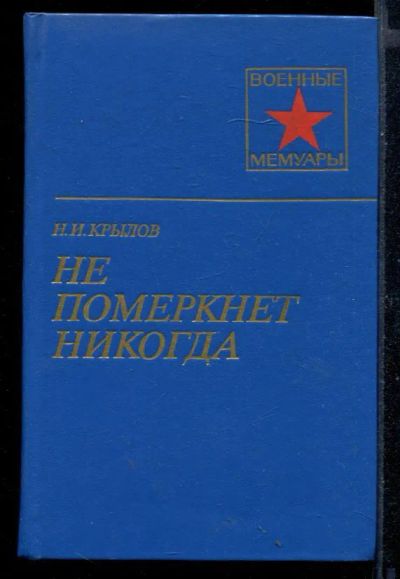 ВОЕННЫЕ
МЕМУАРЫ
Н.И.КРЫЛОВ
НЕ
ПОМЕРКНЕТ
НИКОГДА